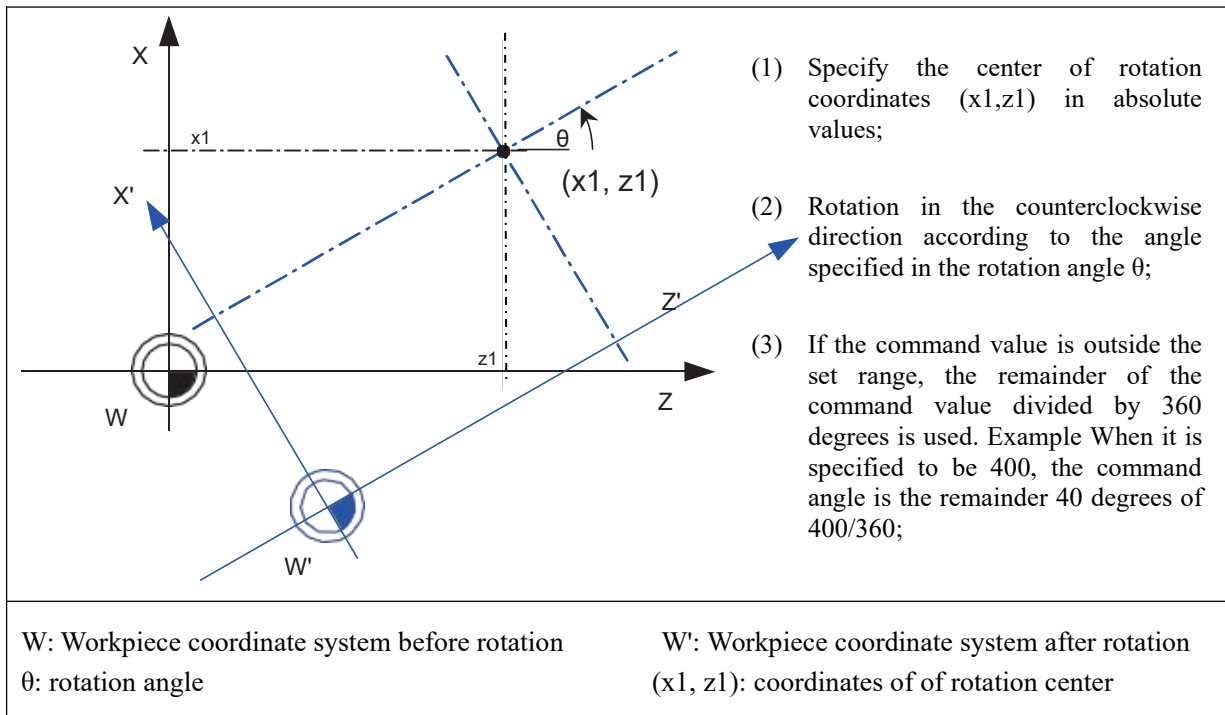 X
x1
θ
(x1, z1)
X'
Z'
z1
Z
W
W'
(1) Specify the center of rotation
coordinates (x1,z1) in absolute
values;
(2) Rotation in the counterclockwise
direction according to the angle
specified in the rotation angle θ;
(3) If the command value is outside the
set range, the remainder of the
command value divided by 360
degrees is used. Example When it is
specified to be 400, the command
angle is the remainder 40 degrees of
400/360;
W: Workpiece coordinate system before rotation
W': Workpiece coordinate system after rotation
θ: rotation angle
(x1, z1): coordinates of of rotation center